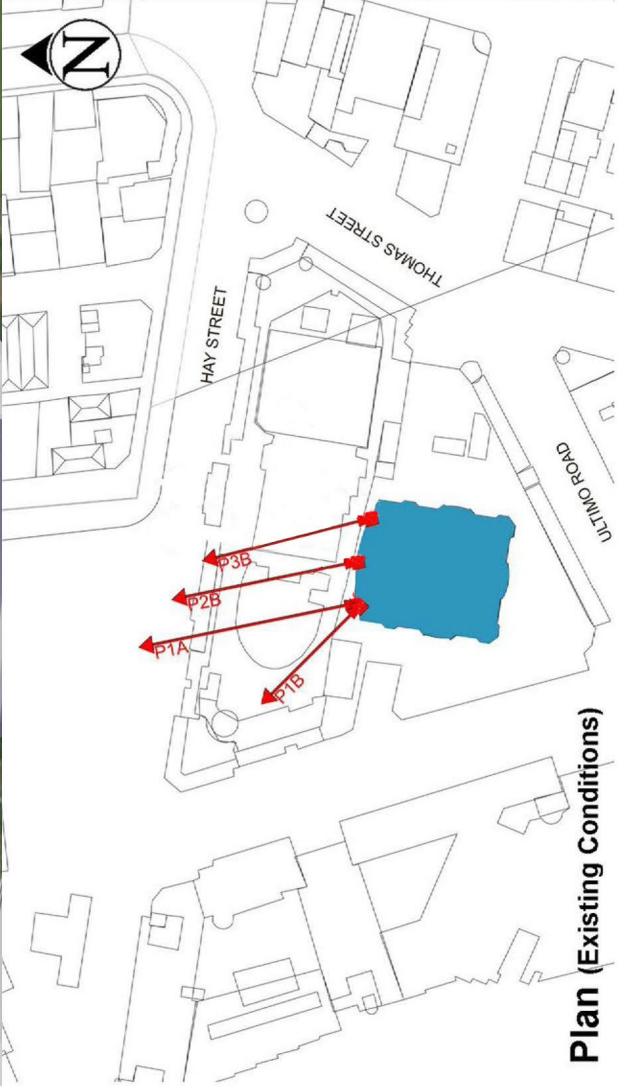 N
THOMAS STREET
HAY STREET
ULTIMO ROAD
P3B
P2B
P1A
P1B
Plan (Existing Conditions)